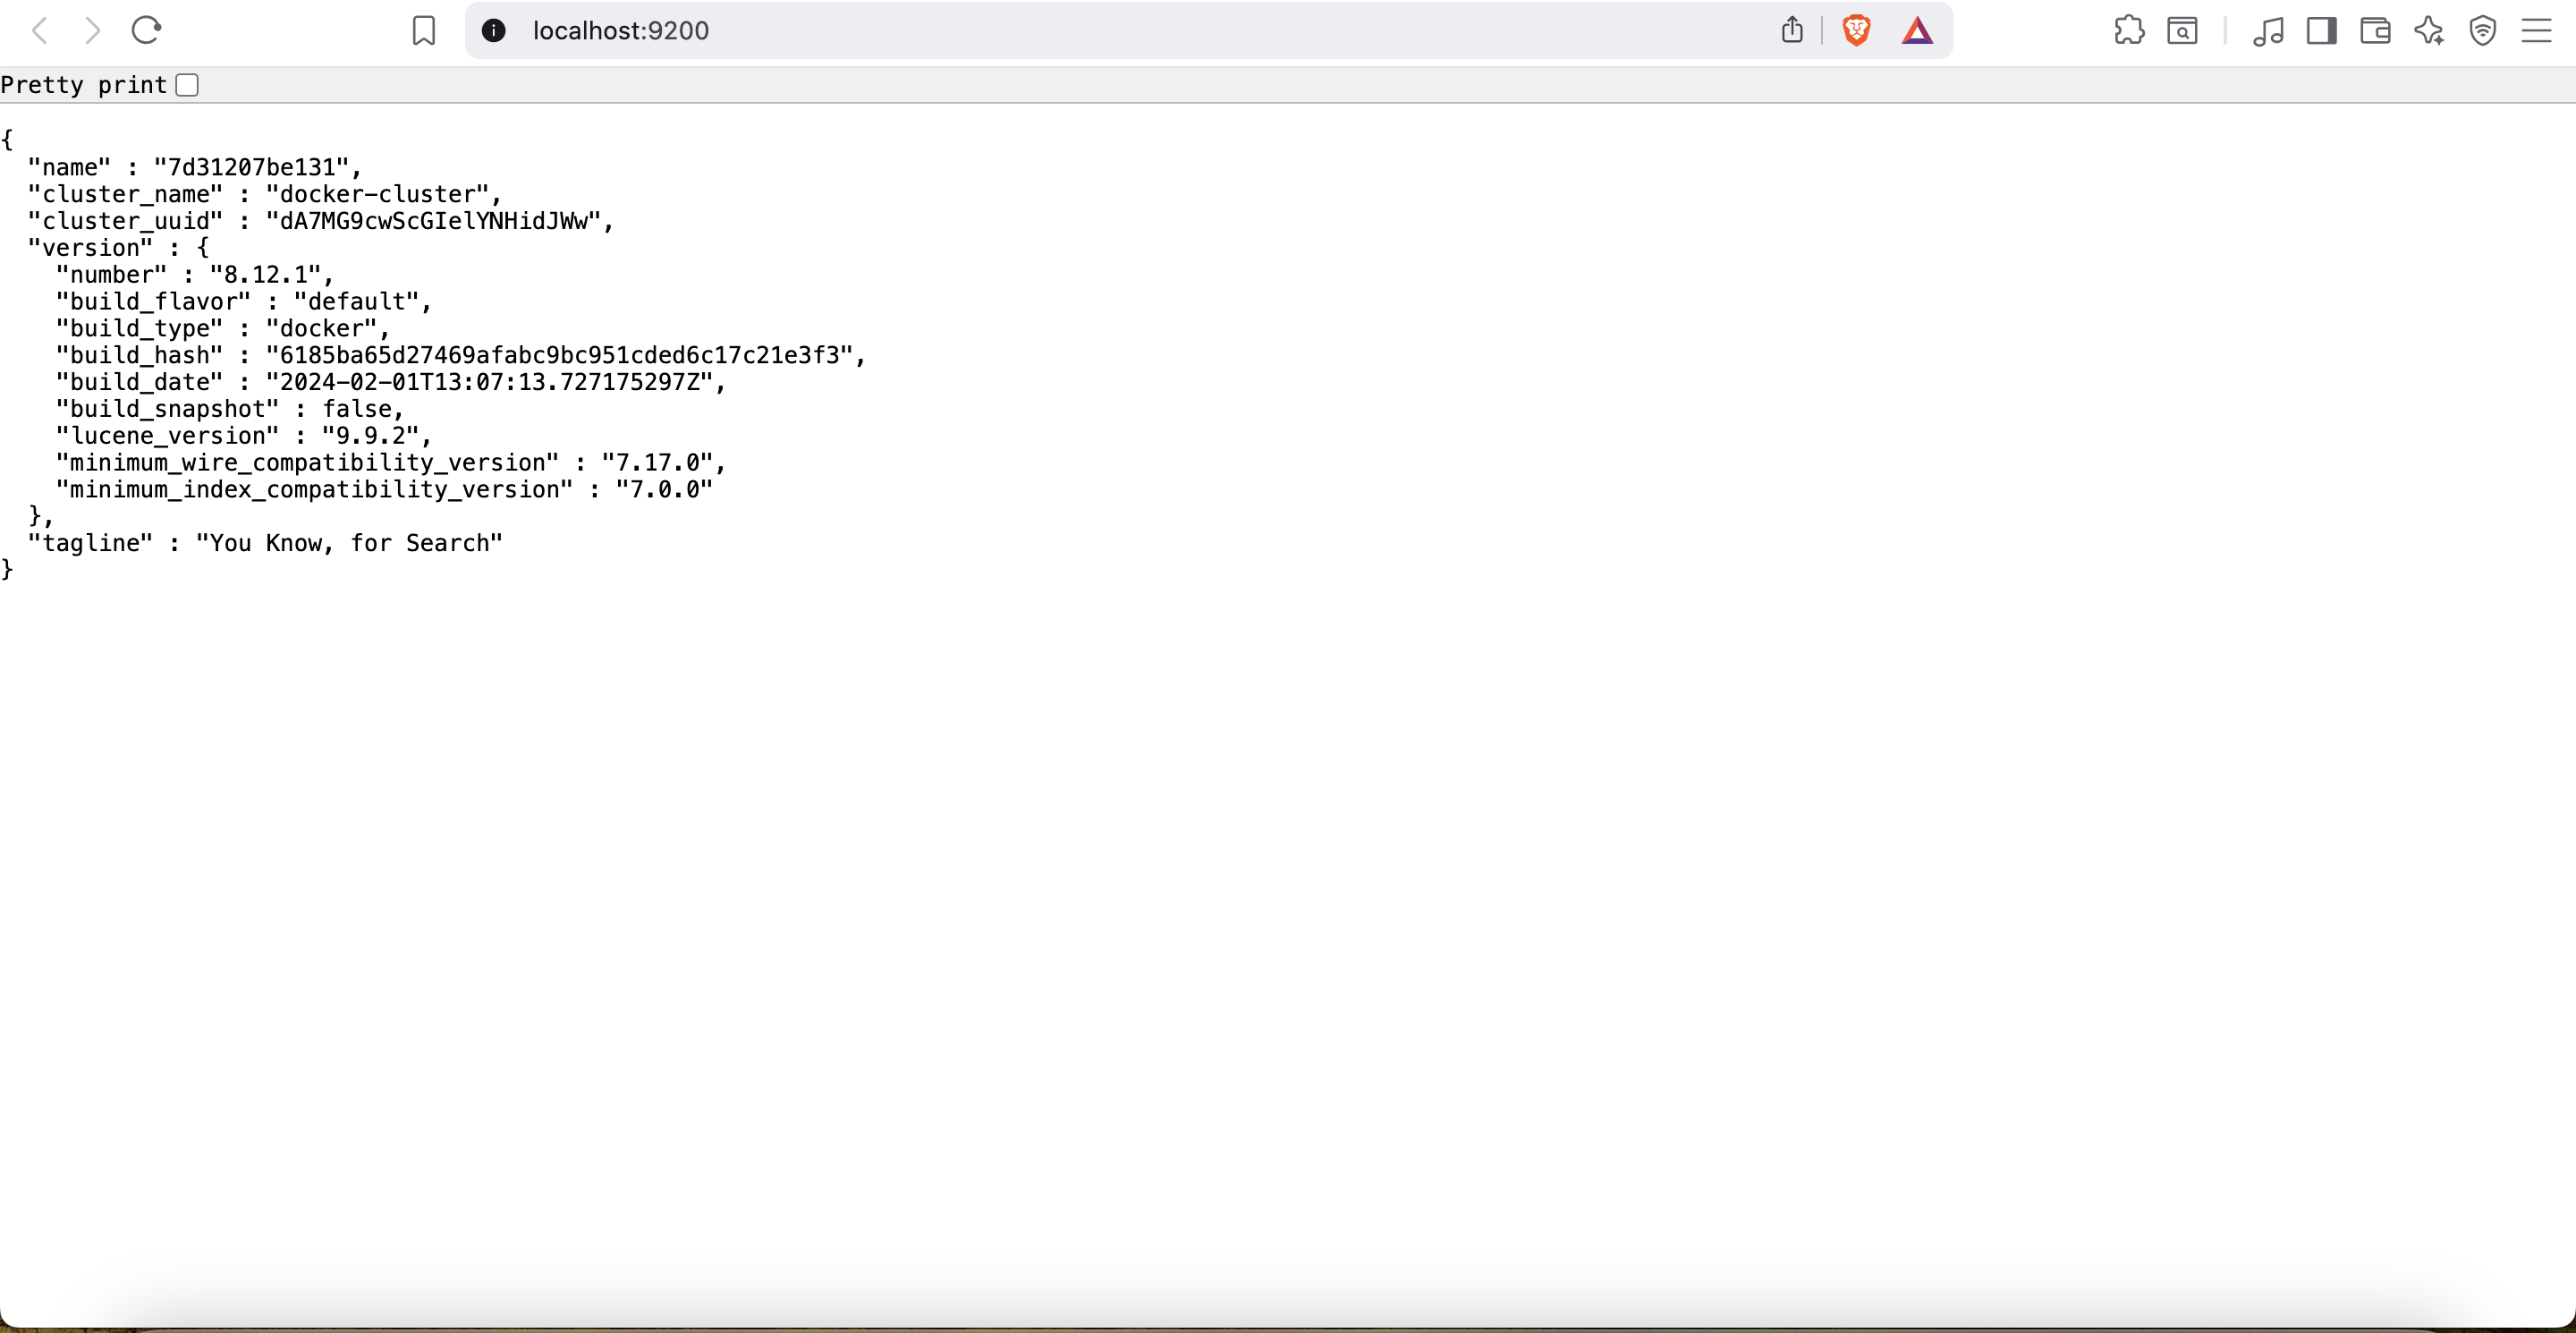 localhost:9200
Pretty print
{
  "name" : "7d31207be131",
  "cluster_name" : "docker-cluster",
  "cluster_uuid" : "dA7MG9cwScGIelYNHidJWw",
  "version" : {
    "number" : "8.12.1",
    "build_flavor" : "default",
    "build_type" : "docker",
    "build_hash" : "6185ba65d27469afabc9bc951cded6c17c21e3f3",
    "build_date" : "2024-02-01T13:07:13.727175297Z",
    "build_snapshot" : false,
    "lucene_version" : "9.9.2",
    "minimum_wire_compatibility_version" : "7.17.0",
    "minimum_index_compatibility_version" : "7.0.0"
  },
  "tagline" : "You Know, for Search"
}